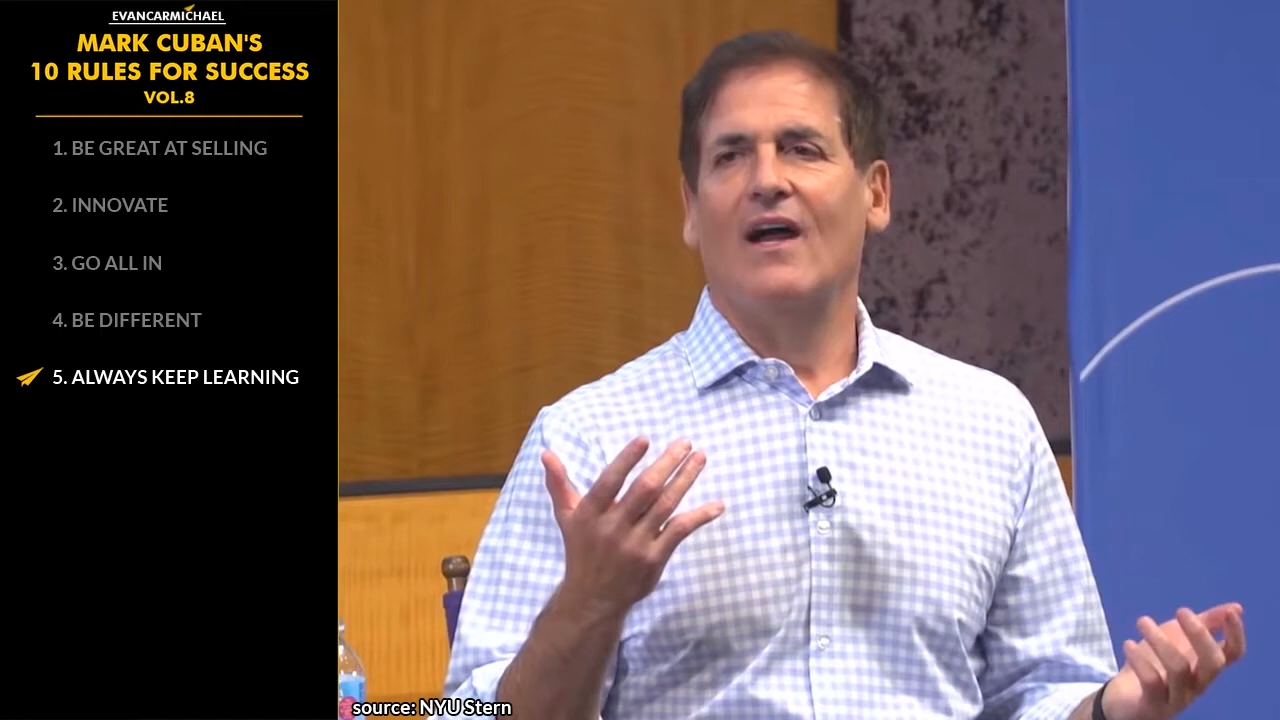 EVANCARMICHAEL
MARK CUBAN'S
10 RULES FOR SUCCESS
VOL.8
1. BE GREAT AT SELLING
2. INNOVATE
3. GO ALL IN
4. BE DIFFERENT
5. ALWAYS KEEP LEARNING
source: NYU Stern